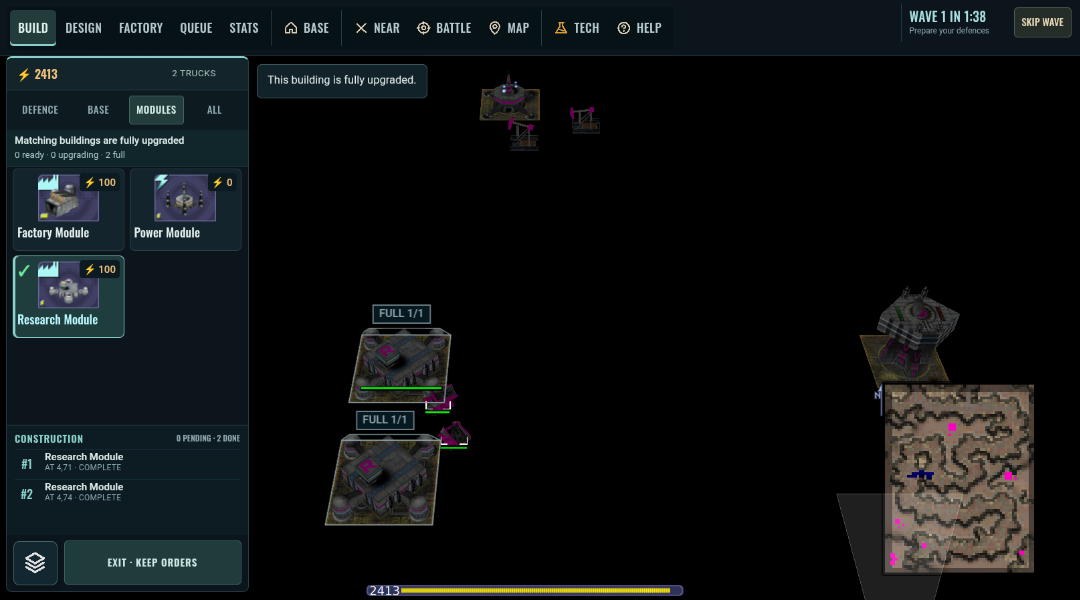 BUILD DESIGN FACTORY QUEUE STATS BASE NEAR BATTLE MAP TECH HELP
WAVE 1 IN 1:38
Prepare your defences
SKIP WAVE
2413
2 TRUCKS
DEFENCE BASE MODULES ALL
Matching buildings are fully upgraded
0 ready · 0 upgrading · 2 full
100
Factory Module
0
Power Module
100
Research Module
CONSTRUCTION
0 PENDING · 2 DONE
#1
Research Module
AT 4,71 · COMPLETE
#2
Research Module
AT 4,74 · COMPLETE
EXIT · KEEP ORDERS
This building is fully upgraded.
FULL 1/1
R
FULL 1/1
R
N
2413